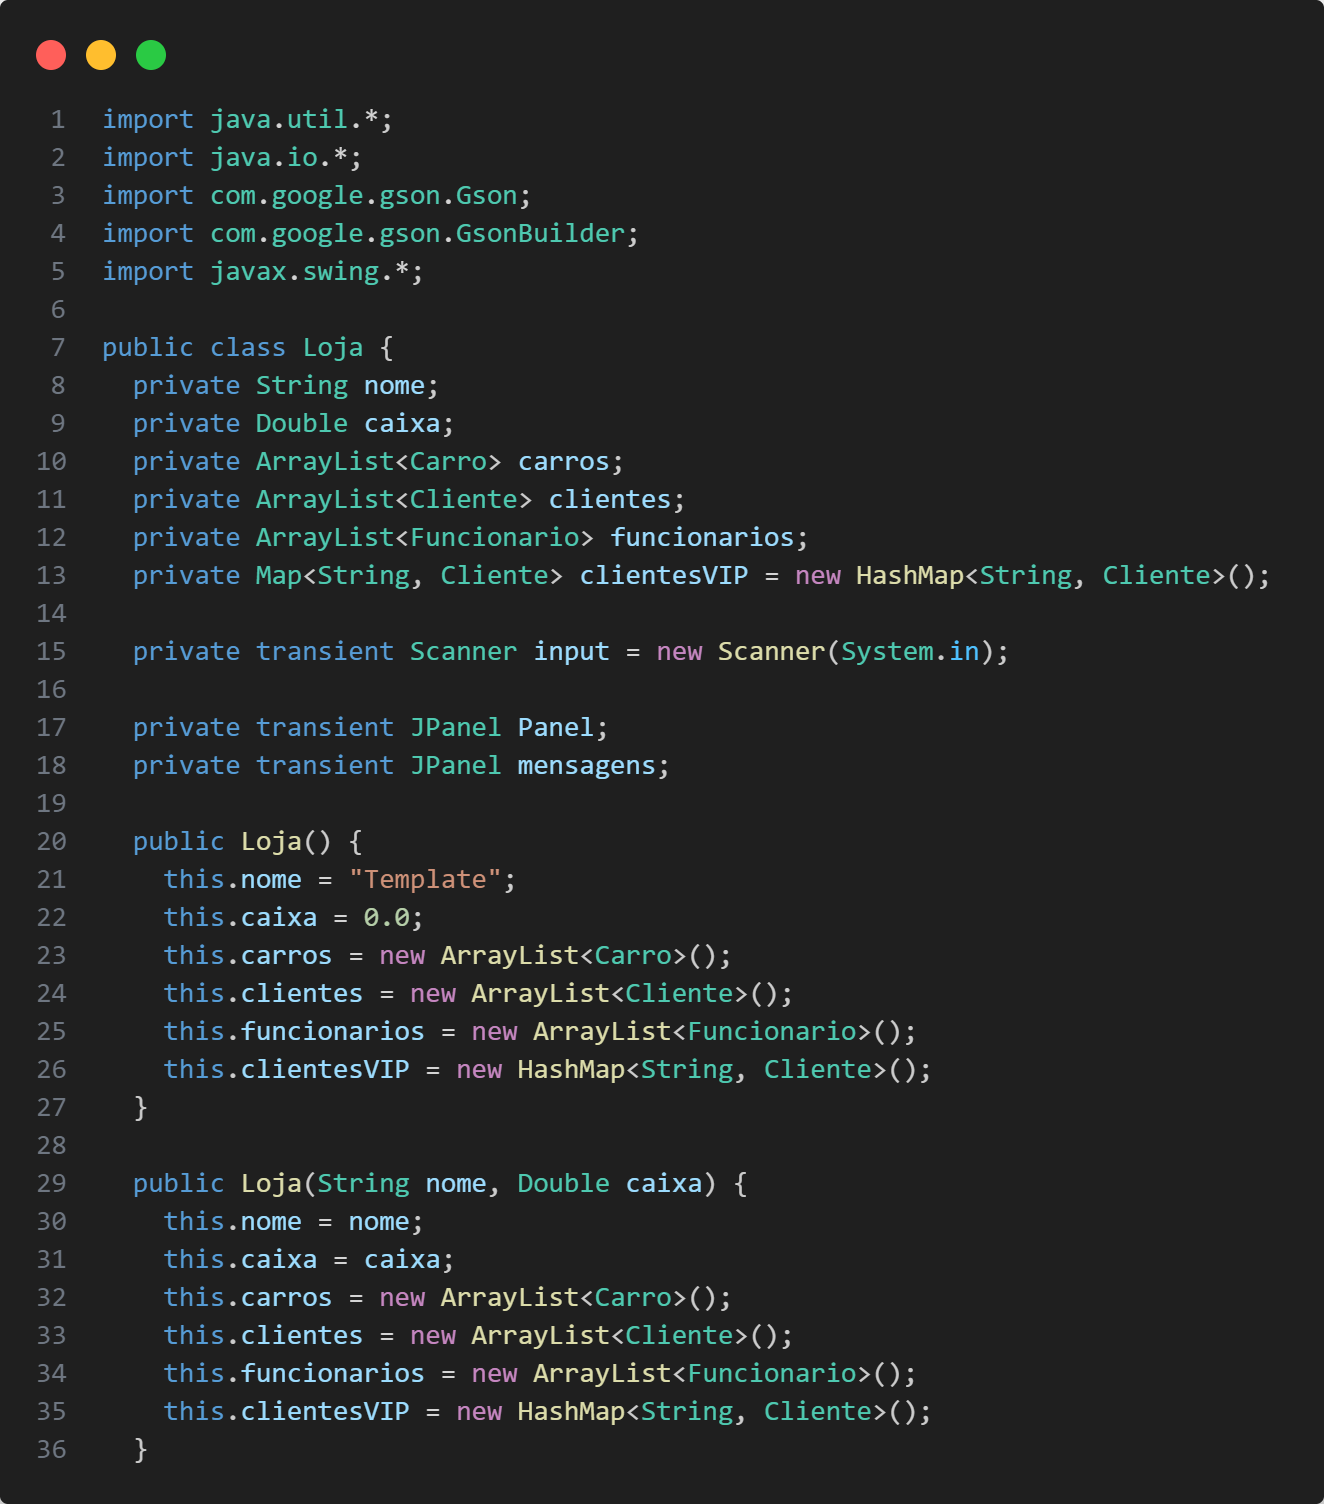 1 import java.util.*;
2 import java.io.*;
3 import com.google.gson.Gson;
4 import com.google.gson.GsonBuilder;
5 import javax.swing.*;
6
7 public class Loja {
8   private String nome;
9   private Double caixa;
10   private ArrayList<Carro> carros;
11   private ArrayList<Cliente> clientes;
12   private ArrayList<Funcionario> funcionarios;
13   private Map<String, Cliente> clientesVIP = new HashMap<String, Cliente>();
14
15   private transient Scanner input = new Scanner(System.in);
16
17   private transient JPanel Panel;
18   private transient JPanel mensagens;
19
20   public Loja() {
21     this.nome = "Template";
22     this.caixa = 0.0;
23     this.carros = new ArrayList<Carro>();
24     this.clientes = new ArrayList<Cliente>();
25     this.funcionarios = new ArrayList<Funcionario>();
26     this.clientesVIP = new HashMap<String, Cliente>();
27   }
28
29   public Loja(String nome, Double caixa) {
30     this.nome = nome;
31     this.caixa = caixa;
32     this.carros = new ArrayList<Carro>();
33     this.clientes = new ArrayList<Cliente>();
34     this.funcionarios = new ArrayList<Funcionario>();
35     this.clientesVIP = new HashMap<String, Cliente>();
36   }